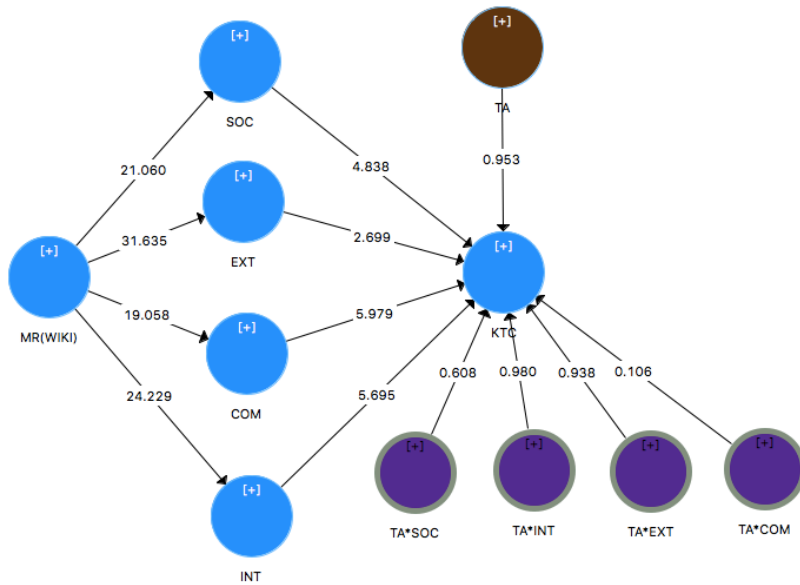 [+]
SOC
[+]
TA
21.060
4.838
0.953
[+]
EXT
31.635
2.699
[+]
MR(WIKI)
[+]
KTC
19.058
5.979
[+]
COM
24.229
5.695
0.608
0.980
0.938
0.106
[+]
INT
[+]
TA*SOC
[+]
TA*INT
[+]
TA*EXT
[+]
TA*COM